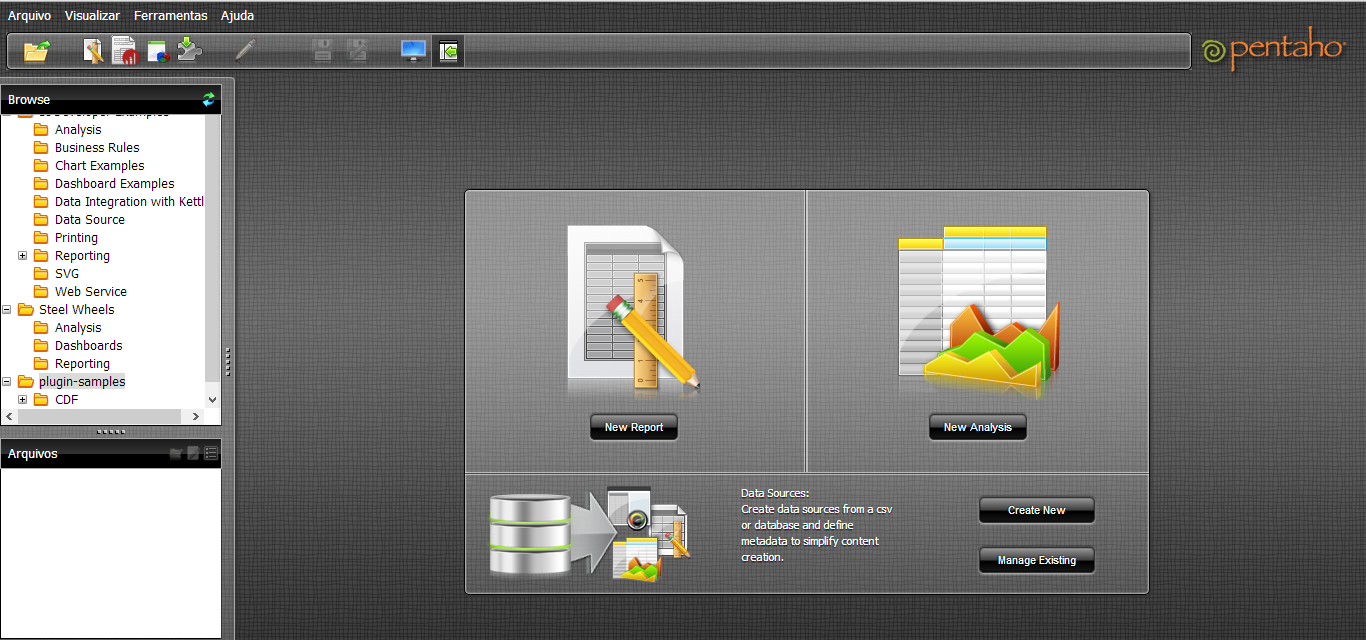 Arquivo Visualizar Ferramentas Ajuda
pentaho
Browse
Analysis
Business Rules
Chart Examples
Dashboard Examples
Data Integration with Kettl
Data Source
Printing
Reporting
SVG
Web Service
Steel Wheels
Analysis
Dashboards
Reporting
plugin-samples
CDF
Arquivos
New Report
New Analysis
Data Sources:
Create data sources from a csv
or database and define
metadata to simplify content
creation.
Create New
Manage Existing